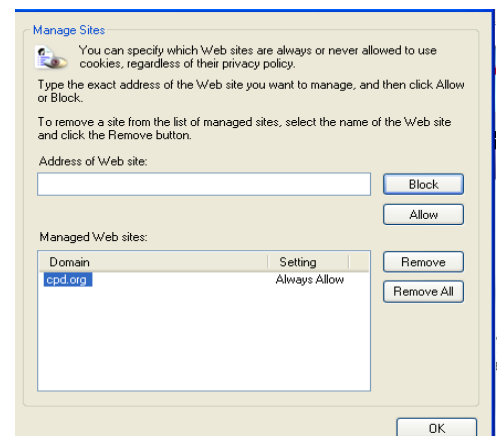 Manage Sites
You can specify which Web sites are always or never allowed to use
cookies, regardless of their privacy policy.
Type the exact address of the Web site you want to manage, and then click Allow
or Block.
To remove a site from the list of managed sites, select the name of the Web site
and click the Remove button.
Address of Web site:
Block
Allow
Managed Web sites:
Domain Setting
Remove
cpd.org Always Allow
Remove All
OK